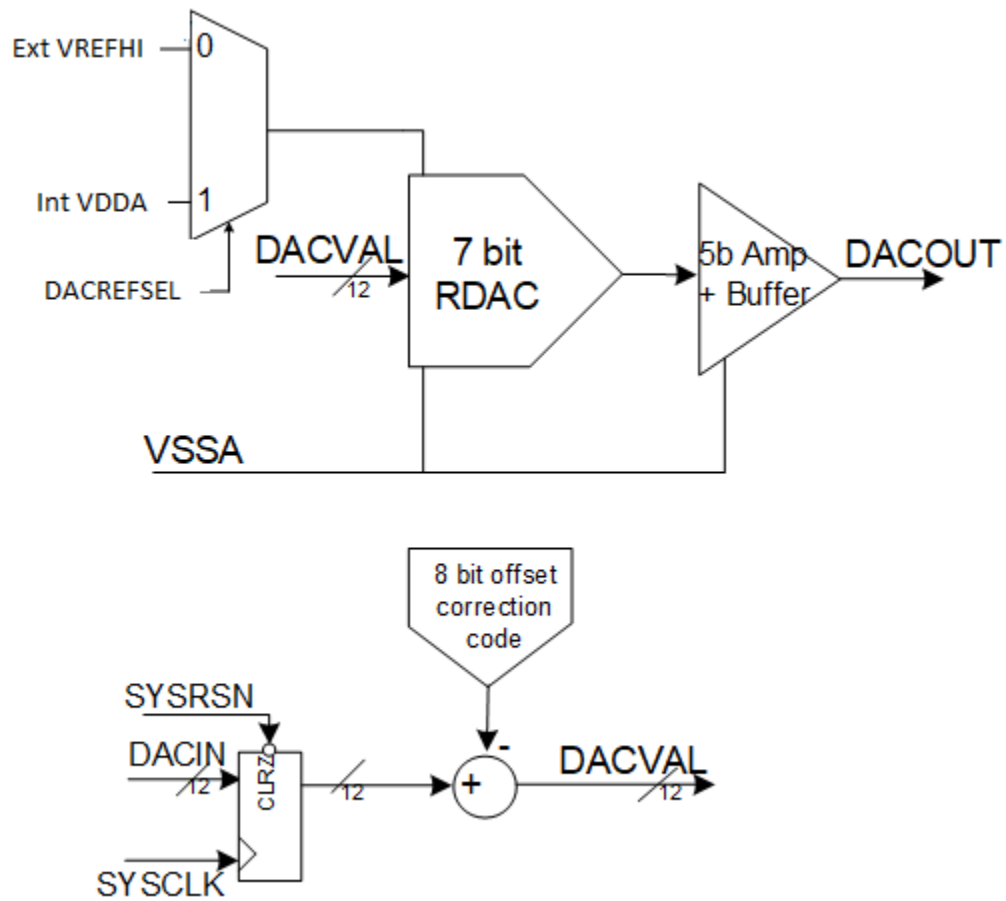 Ext VREFHI
0
Int VDDA
1
DACREFSEL
DACVAL
12
7 bit
RDAC
5b Amp
+ Buffer
DACOUT
VSSA
8 bit offset
correction
code
SYSRSN
DACIN
12
CLRZ
SYSCLK
12
+
-
DACVAL
12